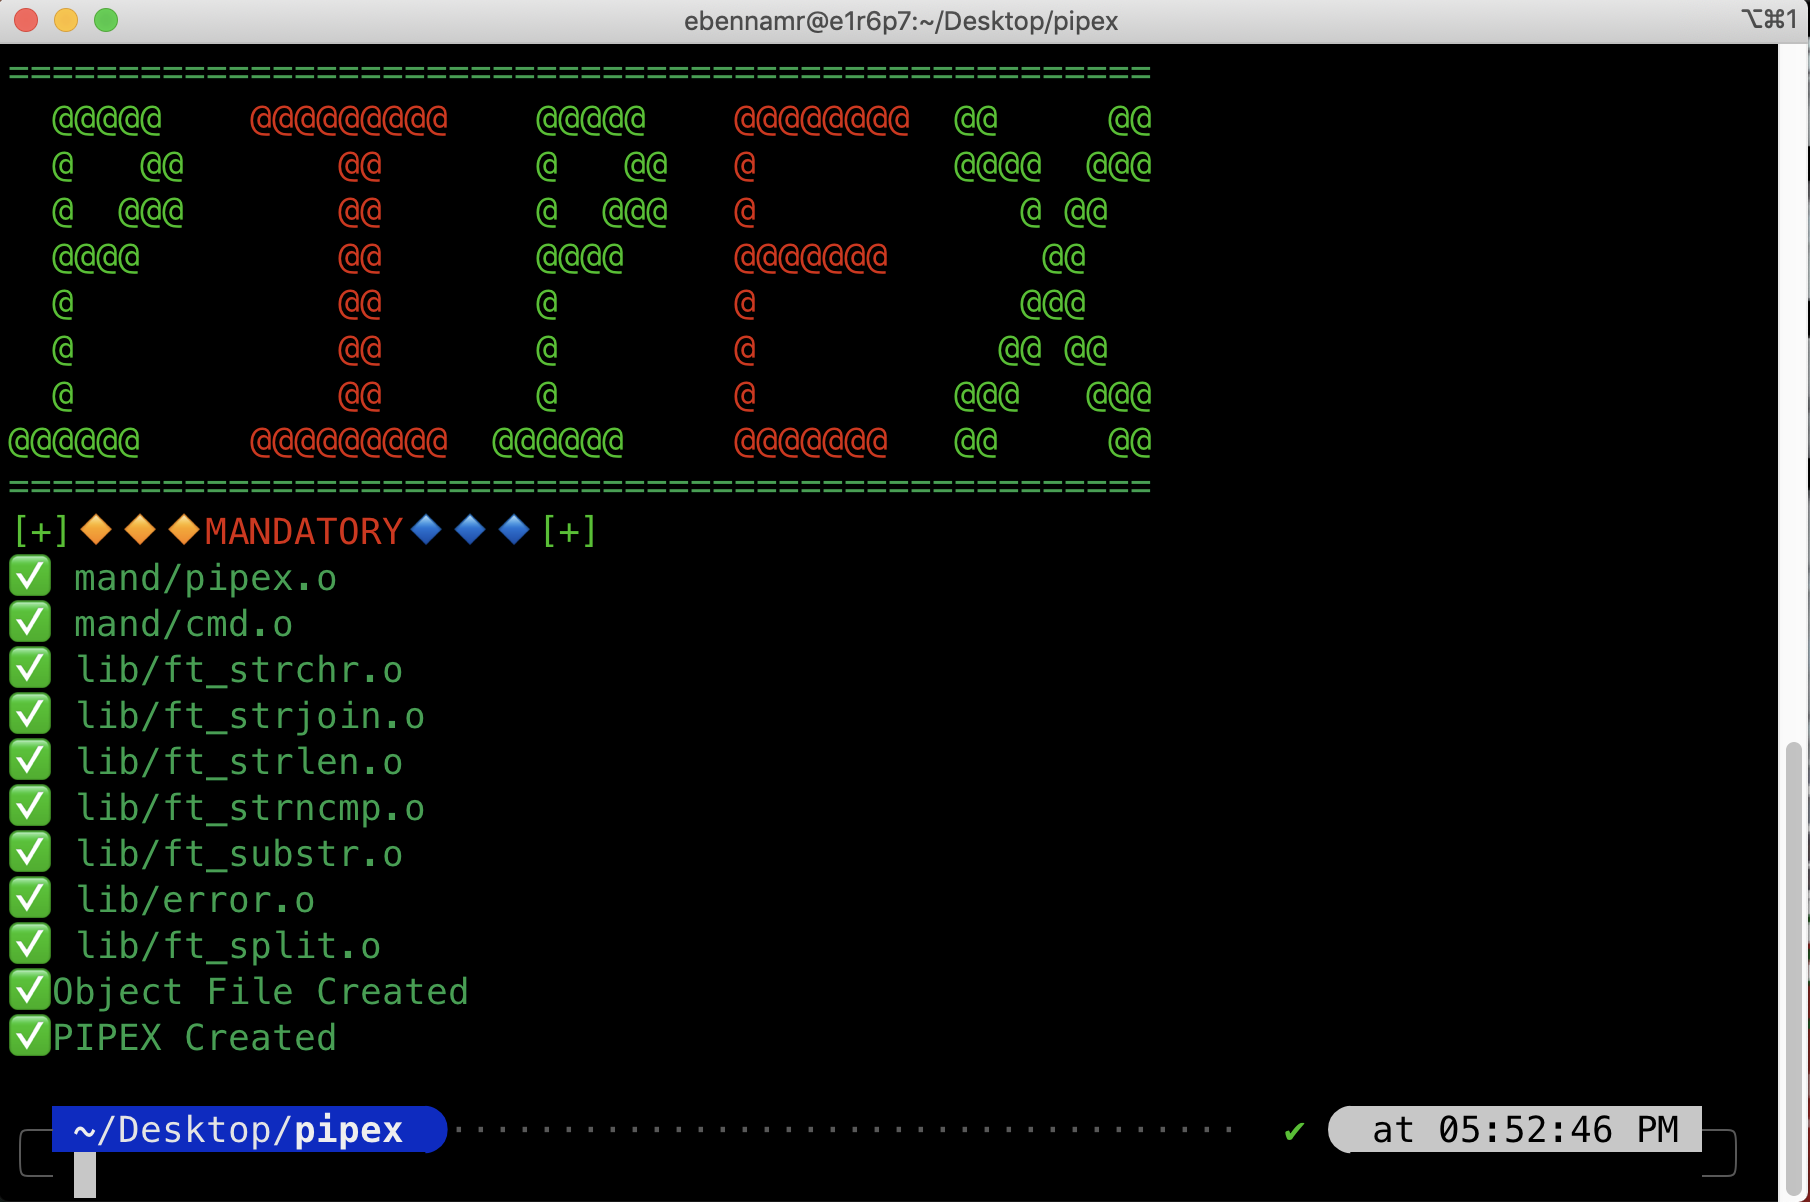 ebennamr@e1r6p7:~/Desktop/pipex ⌥⌘1
====================================================
  @@@@@    @@@@@@@@@    @@@@@    @@@@@@@@  @@     @@
  @   @@       @@       @   @@   @         @@@@  @@@
  @  @@@       @@       @  @@@   @            @ @@
  @@@@         @@       @@@@     @@@@@@@       @@
  @            @@       @        @            @@@
  @            @@       @        @           @@ @@
  @            @@       @        @         @@@   @@@
@@@@@@     @@@@@@@@@  @@@@@@     @@@@@@@   @@     @@
====================================================
[+]🔸🔸🔸MANDATORY🔹🔹🔹[+]
✅ mand/pipex.o
✅ mand/cmd.o
✅ lib/ft_strchr.o
✅ lib/ft_strjoin.o
✅ lib/ft_strlen.o
✅ lib/ft_strncmp.o
✅ lib/ft_substr.o
✅ lib/error.o
✅ lib/ft_split.o
✅Object File Created
✅PIPEX Created
~/Desktop/pipex ···································· ✔ at 05:52:46 PM